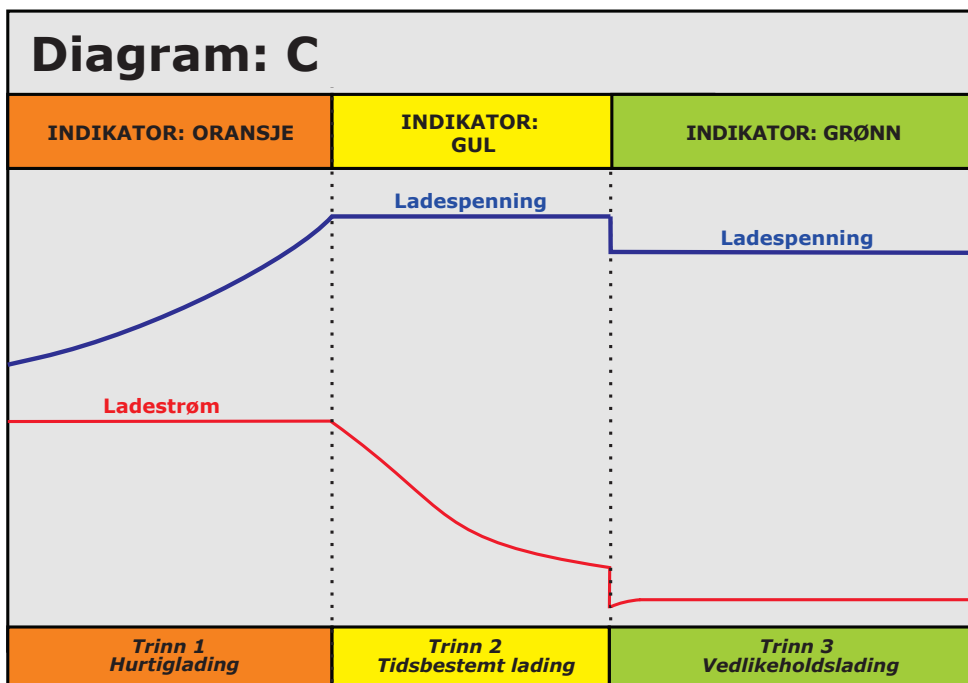 Diagram: C
INDIKATOR: ORANSJE
INDIKATOR:
GUL
INDIKATOR: GRØNN
Ladespenning
Ladespenning
Ladestrøm
Trinn 1
Hurtiglading
Trinn 2
Tidsbestemt lading
Trinn 3
Vedlikeholdslading